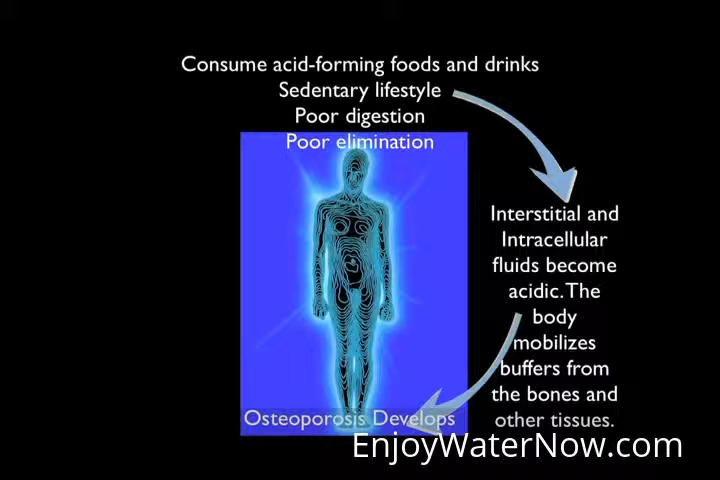 Consume acid-forming foods and drinks
Sedentary lifestyle
Poor digestion
Poor elimination
Interstitial and
Intracellular
fluids become
acidic.The
body
mobilizes
buffers from
the bones and
other tissues.
Osteoporosis Develops
EnjoyWaterNow.com